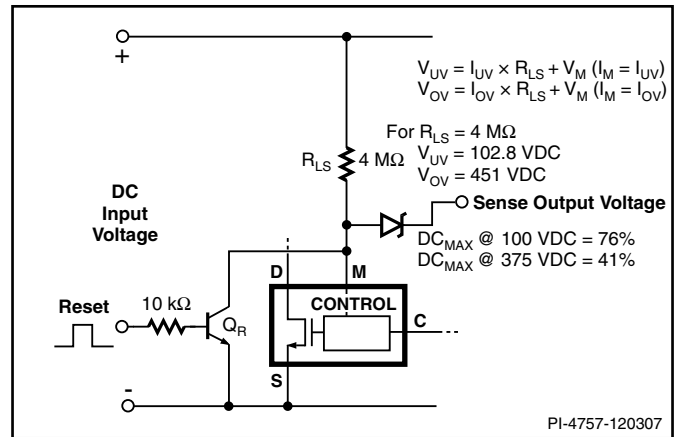 +
V_UV = I_UV × R_LS + V_M (I_M = I_UV)
V_OV = I_OV × R_LS + V_M (I_M = I_OV)
For R_LS = 4 MΩ
V_UV = 102.8 VDC
V_OV = 451 VDC
R_LS 4 MΩ
DC
Input
Voltage
Sense Output Voltage
DC_MAX @ 100 VDC = 76%
DC_MAX @ 375 VDC = 41%
D M
CONTROL
C
Reset
10 kΩ
Q_R
S
-
PI-4757-120307